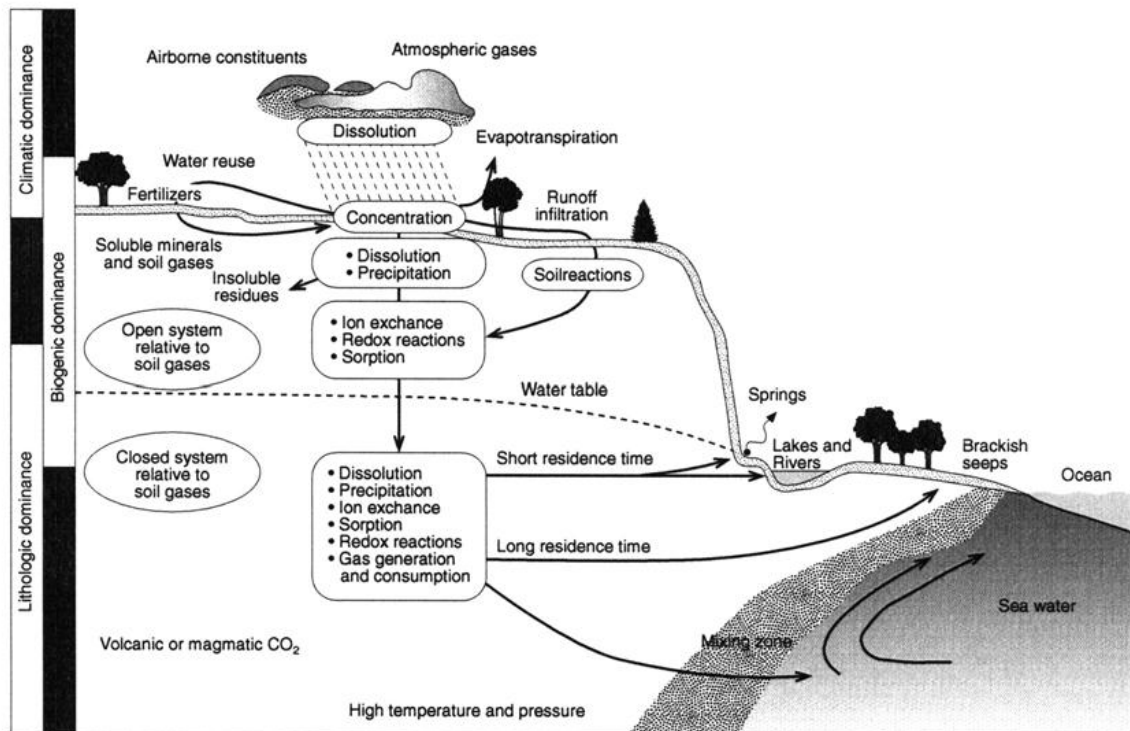 Climatic dominance
Biogenic dominance
Lithologic dominance
Airborne constituents
Atmospheric gases
Dissolution
Evapotranspiration
Water reuse
Fertilizers
Concentration
Runoff
infiltration
Soluble minerals
and soil gases
• Dissolution
• Precipitation
Soilreactions
Insoluble
residues
• Ion exchange
• Redox reactions
• Sorption
Open system
relative to
soil gases
Water table
Springs
Closed system
relative to
soil gases
Short residence time
Lakes and
Rivers
Brackish
seeps
Ocean
• Dissolution
• Precipitation
• Ion exchange
• Sorption
• Redox reactions
• Gas generation
and consumption
Long residence time
Sea water
Mixing zone
Volcanic or magmatic CO₂
High temperature and pressure